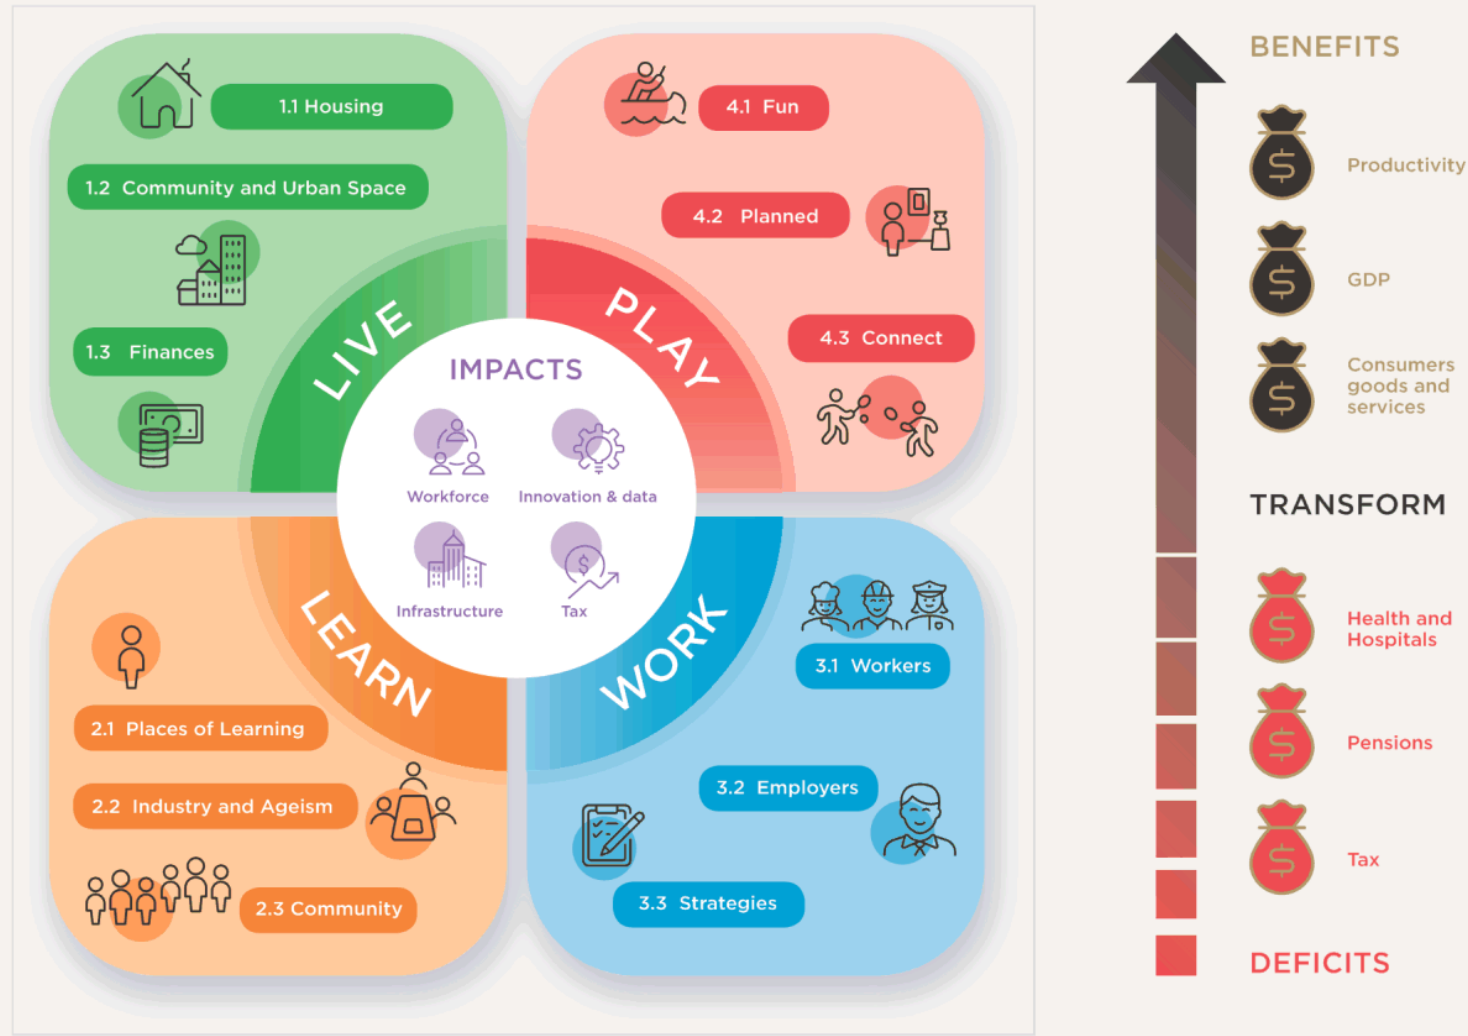 1.1 Housing
1.2 Community and Urban Space
1.3 Finances
LIVE
4.1 Fun
4.2 Planned
4.3 Connect
PLAY
IMPACTS
Workforce
Innovation & data
Infrastructure
Tax
LEARN
2.1 Places of Learning
2.2 Industry and Ageism
2.3 Community
WORK
3.1 Workers
3.2 Employers
3.3 Strategies
BENEFITS
$
Productivity
$
GDP
$
Consumers
goods and
services
TRANSFORM
$
Health and
Hospitals
$
Pensions
$
Tax
DEFICITS